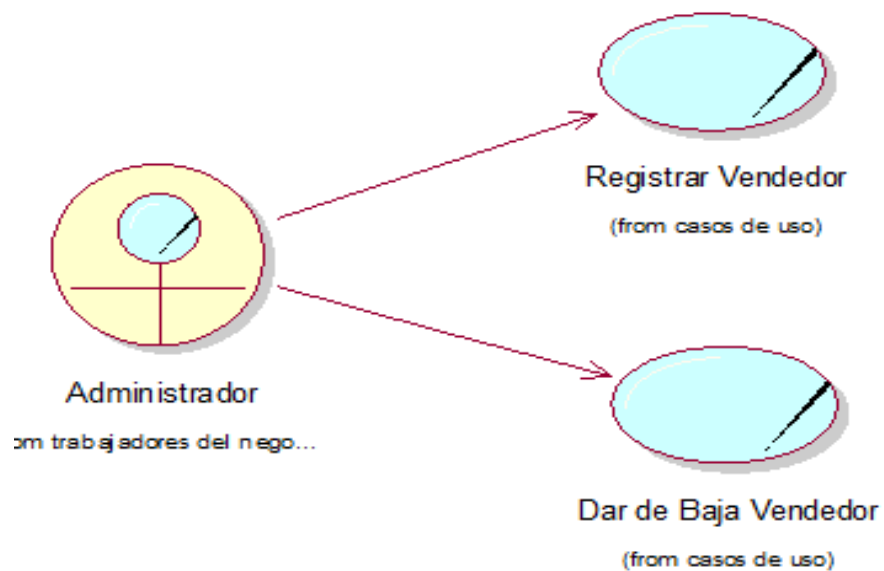 Registrar Vendedor
(from casos de uso)
Administrador
om trabajadores del nego...
Dar de Baja Vendedor
(from casos de uso)